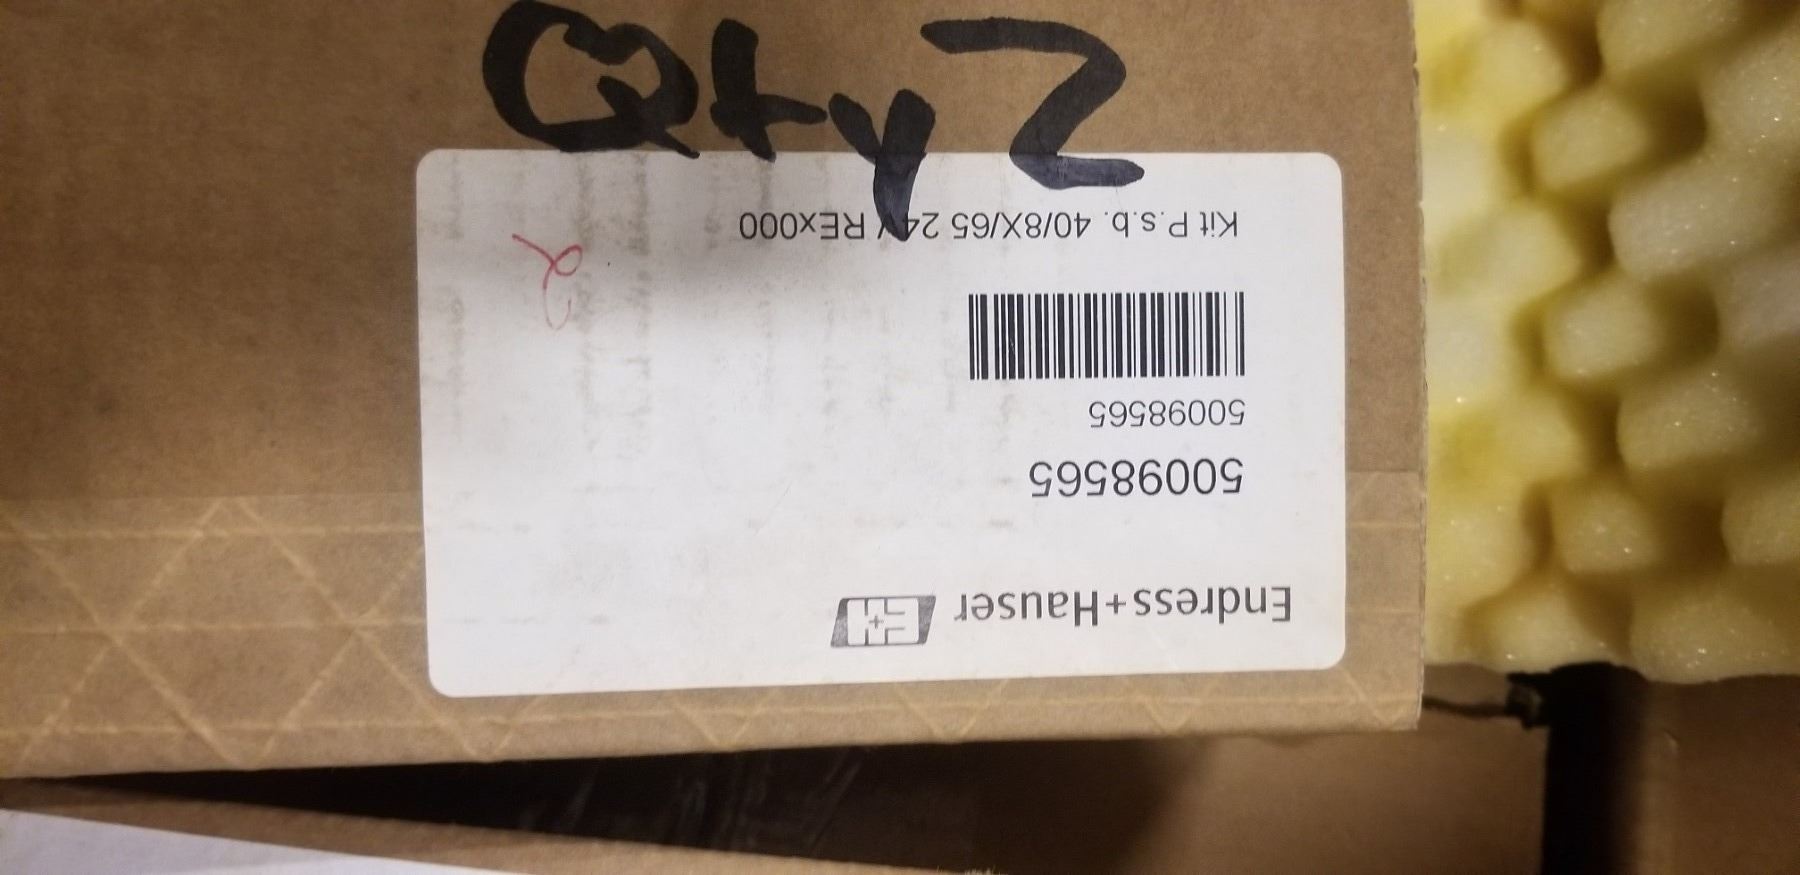 Qty 2
Endress+Hauser
50098565
50098565
Kit P.s.b. 40/8X/65 24V REx000
2